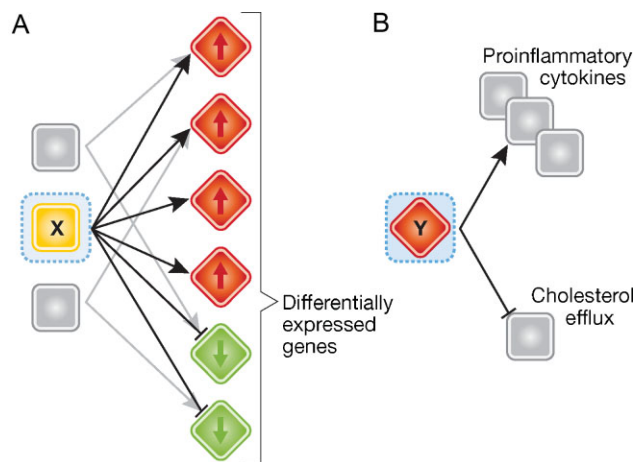 A
X
Differentially
expressed
genes
B
Proinflammatory
cytokines
Y
Cholesterol
efflux